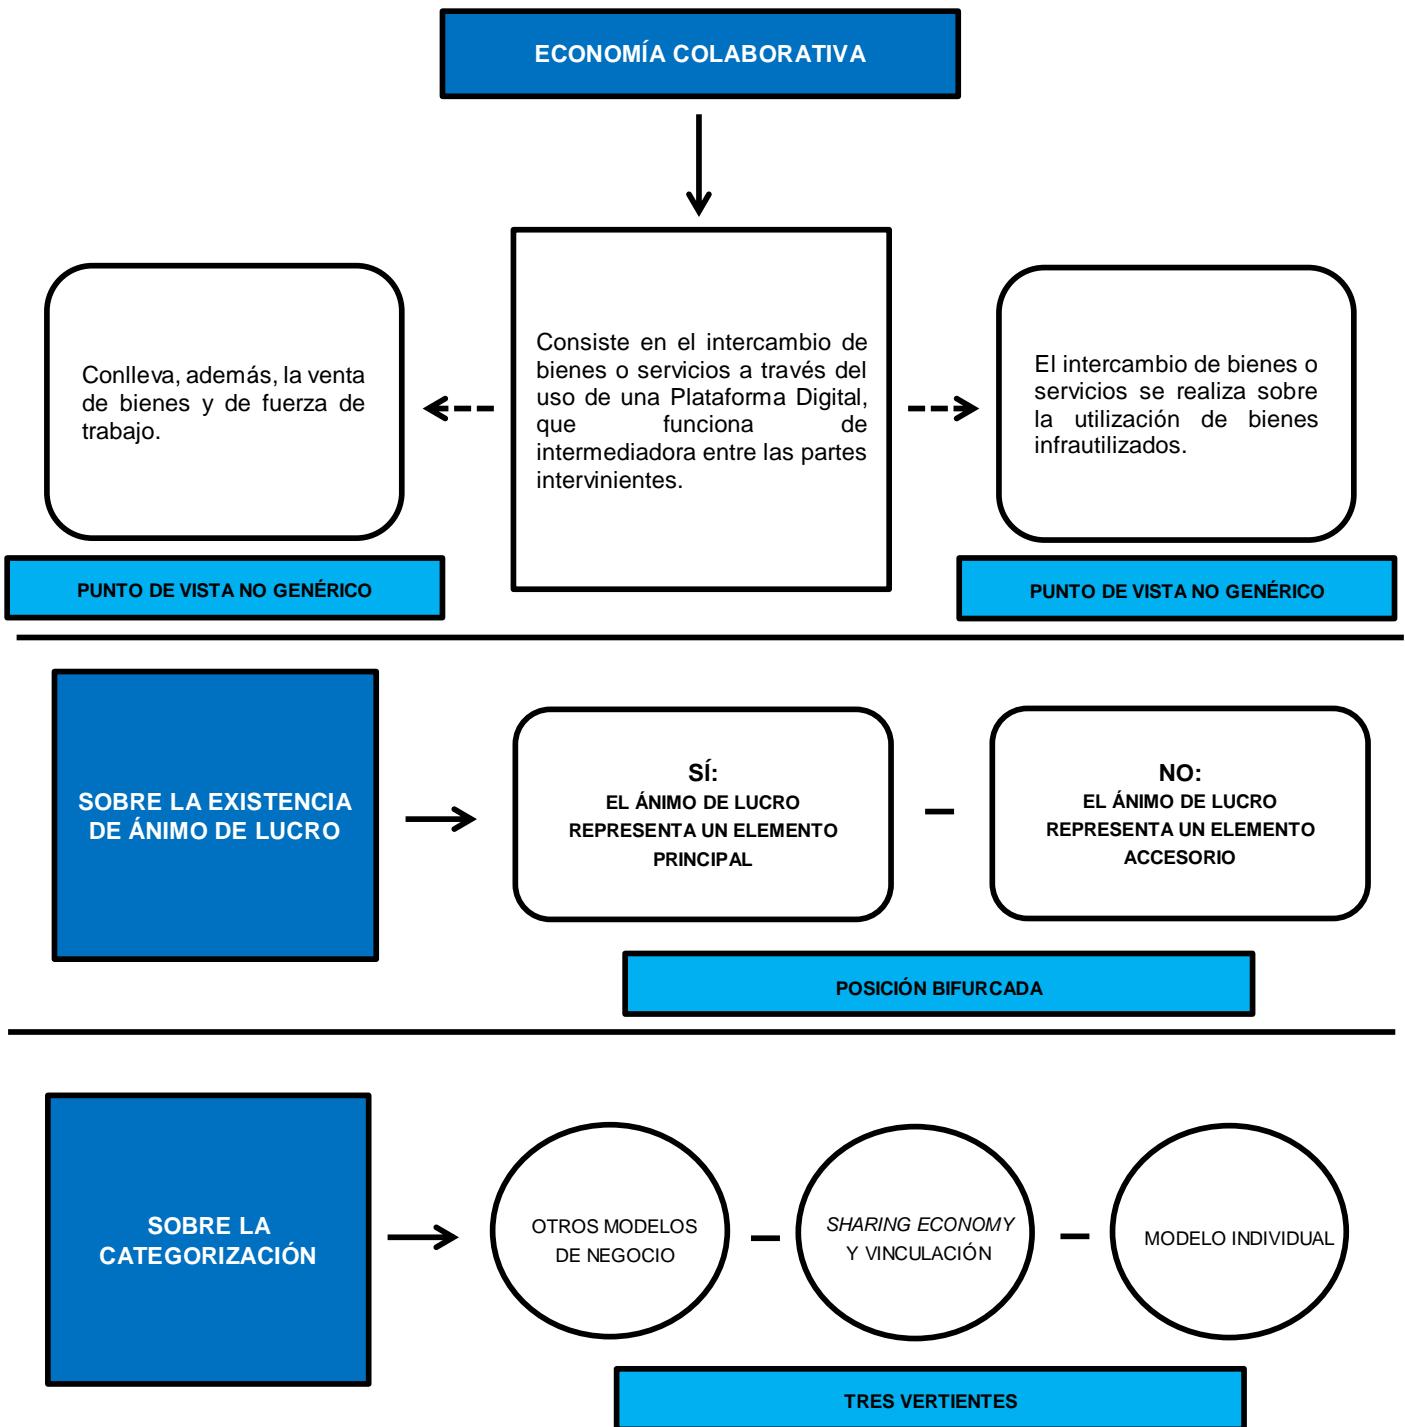 ECONOMÍA COLABORATIVA
Conlleva, además, la venta
de bienes y de fuerza de
trabajo.
Consiste en el intercambio de
bienes o servicios a través del
uso de una Plataforma Digital,
que funciona de
intermediadora entre las partes
intervinientes.
El intercambio de bienes o
servicios se realiza sobre
la utilización de bienes
infrautilizados.
PUNTO DE VISTA NO GENÉRICO
PUNTO DE VISTA NO GENÉRICO
SOBRE LA EXISTENCIA
DE ÁNIMO DE LUCRO
SÍ:
EL ÁNIMO DE LUCRO
REPRESENTA UN ELEMENTO
PRINCIPAL
NO:
EL ÁNIMO DE LUCRO
REPRESENTA UN ELEMENTO
ACCESORIO
POSICIÓN BIFURCADA
SOBRE LA
CATEGORIZACIÓN
OTROS MODELOS
DE NEGOCIO
SHARING ECONOMY
Y VINCULACIÓN
MODELO INDIVIDUAL
TRES VERTIENTES